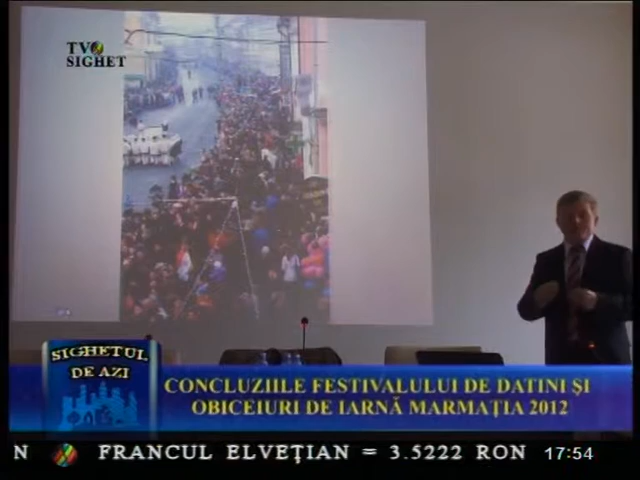 TVO
SIGHET
SIGHETUL
DE AZI
CONCLUZIILE FESTIVALULUI DE DATINI ŞI
OBICEIURI DE IARNĂ MARMAŢIA 2012
N FRANCUL ELVEŢIAN = 3.5222 RON 17:54